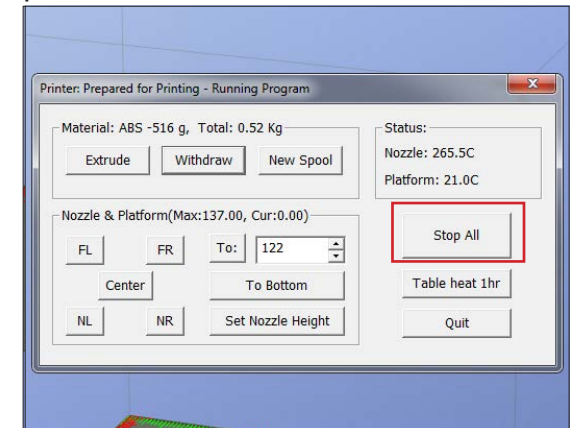 Printer: Prepared for Printing - Running Program
Material: ABS -516 g, Total: 0.52 Kg
Extrude Withdraw New Spool
Status:
Nozzle: 265.5C
Platform: 21.0C
Nozzle & Platform(Max:137.00, Cur:0.00)
FL FR To: 122
Center To Bottom
NL NR Set Nozzle Height
Stop All
Table heat 1hr
Quit